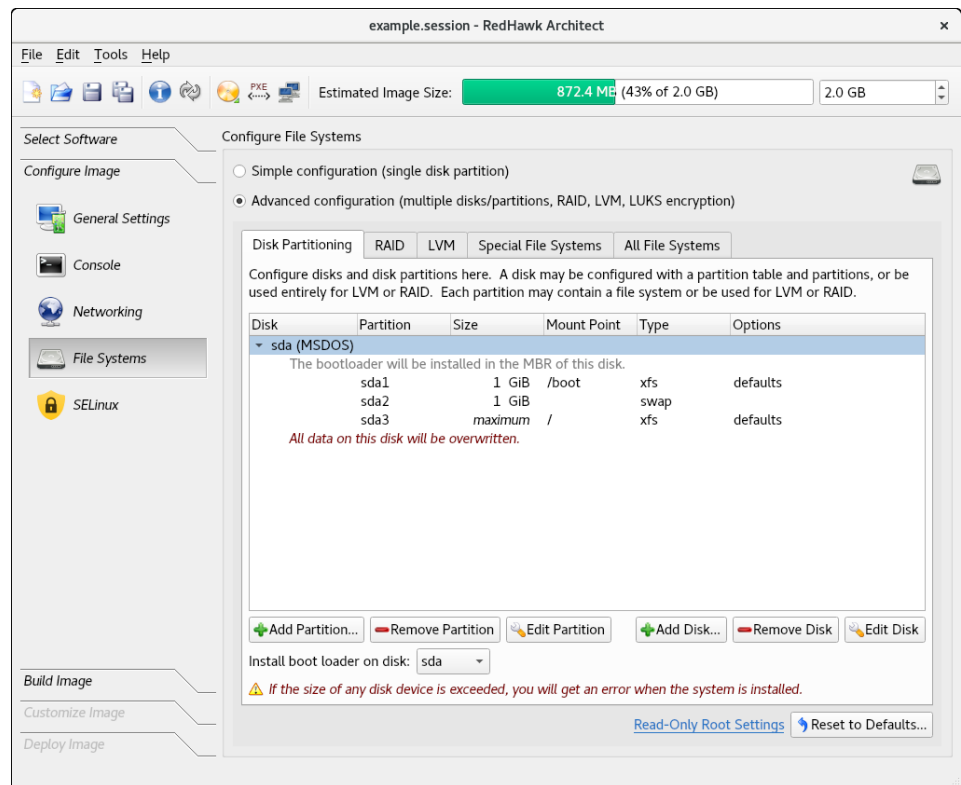 example.session - RedHawk Architect
File Edit Tools Help
PXE
Estimated Image Size: 872.4 MB (43% of 2.0 GB) 2.0 GB
Select Software
Configure Image
General Settings
Console
Networking
File Systems
SELinux
Build Image
Customize Image
Deploy Image
Configure File Systems
Simple configuration (single disk partition)
Advanced configuration (multiple disks/partitions, RAID, LVM, LUKS encryption)
Disk Partitioning RAID LVM Special File Systems All File Systems
Configure disks and disk partitions here. A disk may be configured with a partition table and partitions, or be
used entirely for LVM or RAID. Each partition may contain a file system or be used for LVM or RAID.
Disk Partition Size Mount Point Type Options
sda (MSDOS)
The bootloader will be installed in the MBR of this disk.
sda1 1 GiB /boot xfs defaults
sda2 1 GiB swap
sda3 maximum / xfs defaults
All data on this disk will be overwritten.
Add Partition... Remove Partition Edit Partition Add Disk... Remove Disk Edit Disk
Install boot loader on disk: sda
If the size of any disk device is exceeded, you will get an error when the system is installed.
Read-Only Root Settings Reset to Defaults...